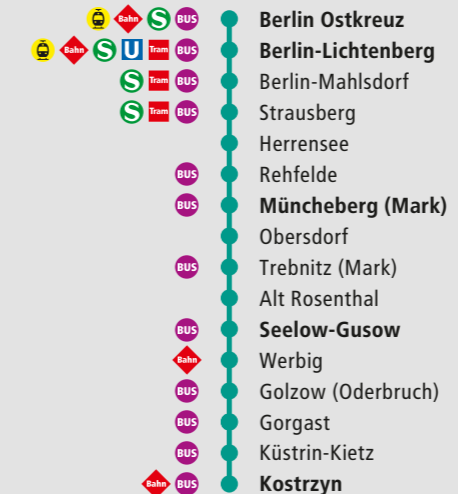 Bahn S BUS Berlin Ostkreuz
Bahn S U Tram BUS Berlin-Lichtenberg
S Tram BUS Berlin-Mahlsdorf
S Tram BUS Strausberg
Herrensee
BUS Rehfelde
BUS Müncheberg (Mark)
Obersdorf
BUS Trebnitz (Mark)
Alt Rosenthal
BUS Seelow-Gusow
Bahn Werbig
BUS Golzow (Oderbruch)
BUS Gorgast
BUS Küstrin-Kietz
Bahn BUS Kostrzyn